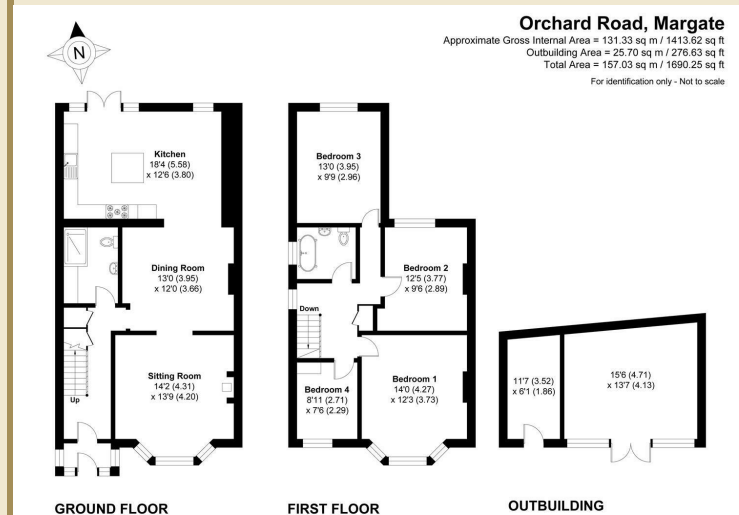 Orchard Road, Margate
Approximate Gross Internal Area = 131.33 sq m / 1413.62 sq ft
Outbuilding Area = 25.70 sq m / 276.63 sq ft
Total Area = 157.03 sq m / 1690.25 sq ft
For identification only - Not to scale
N
Kitchen
18'4 (5.58)
x 12'6 (3.80)
Dining Room
13'0 (3.95)
x 12'0 (3.66)
Sitting Room
14'2 (4.31)
x 13'9 (4.20)
Up
GROUND FLOOR
Bedroom 3
13'0 (3.95)
x 9'9 (2.96)
Bedroom 2
12'5 (3.77)
x 9'6 (2.89)
Down
Bedroom 4
8'11 (2.71)
x 7'6 (2.29)
Bedroom 1
14'0 (4.27)
x 12'3 (3.73)
FIRST FLOOR
11'7 (3.52)
x 6'1 (1.86)
15'6 (4.71)
x 13'7 (4.13)
OUTBUILDING